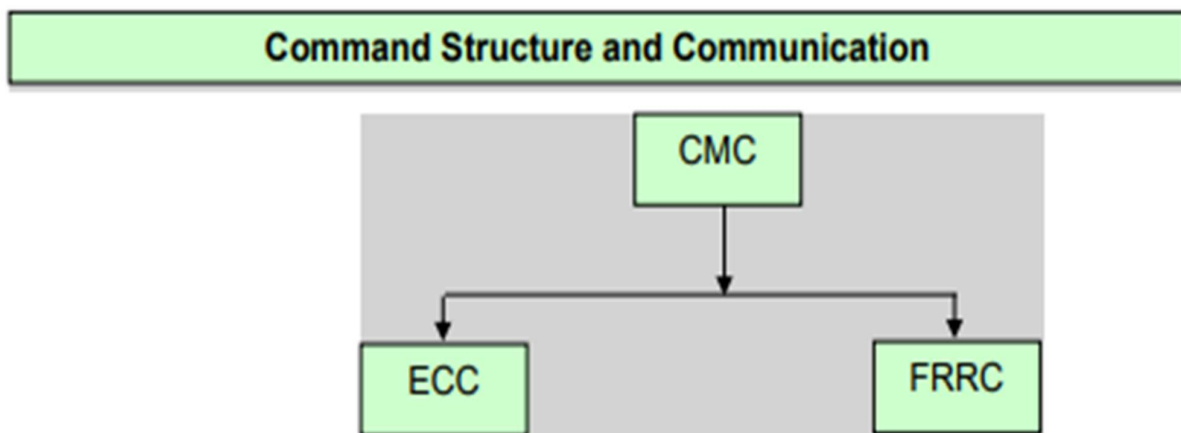 Command Structure and Communication
CMC
ECC
FRRC